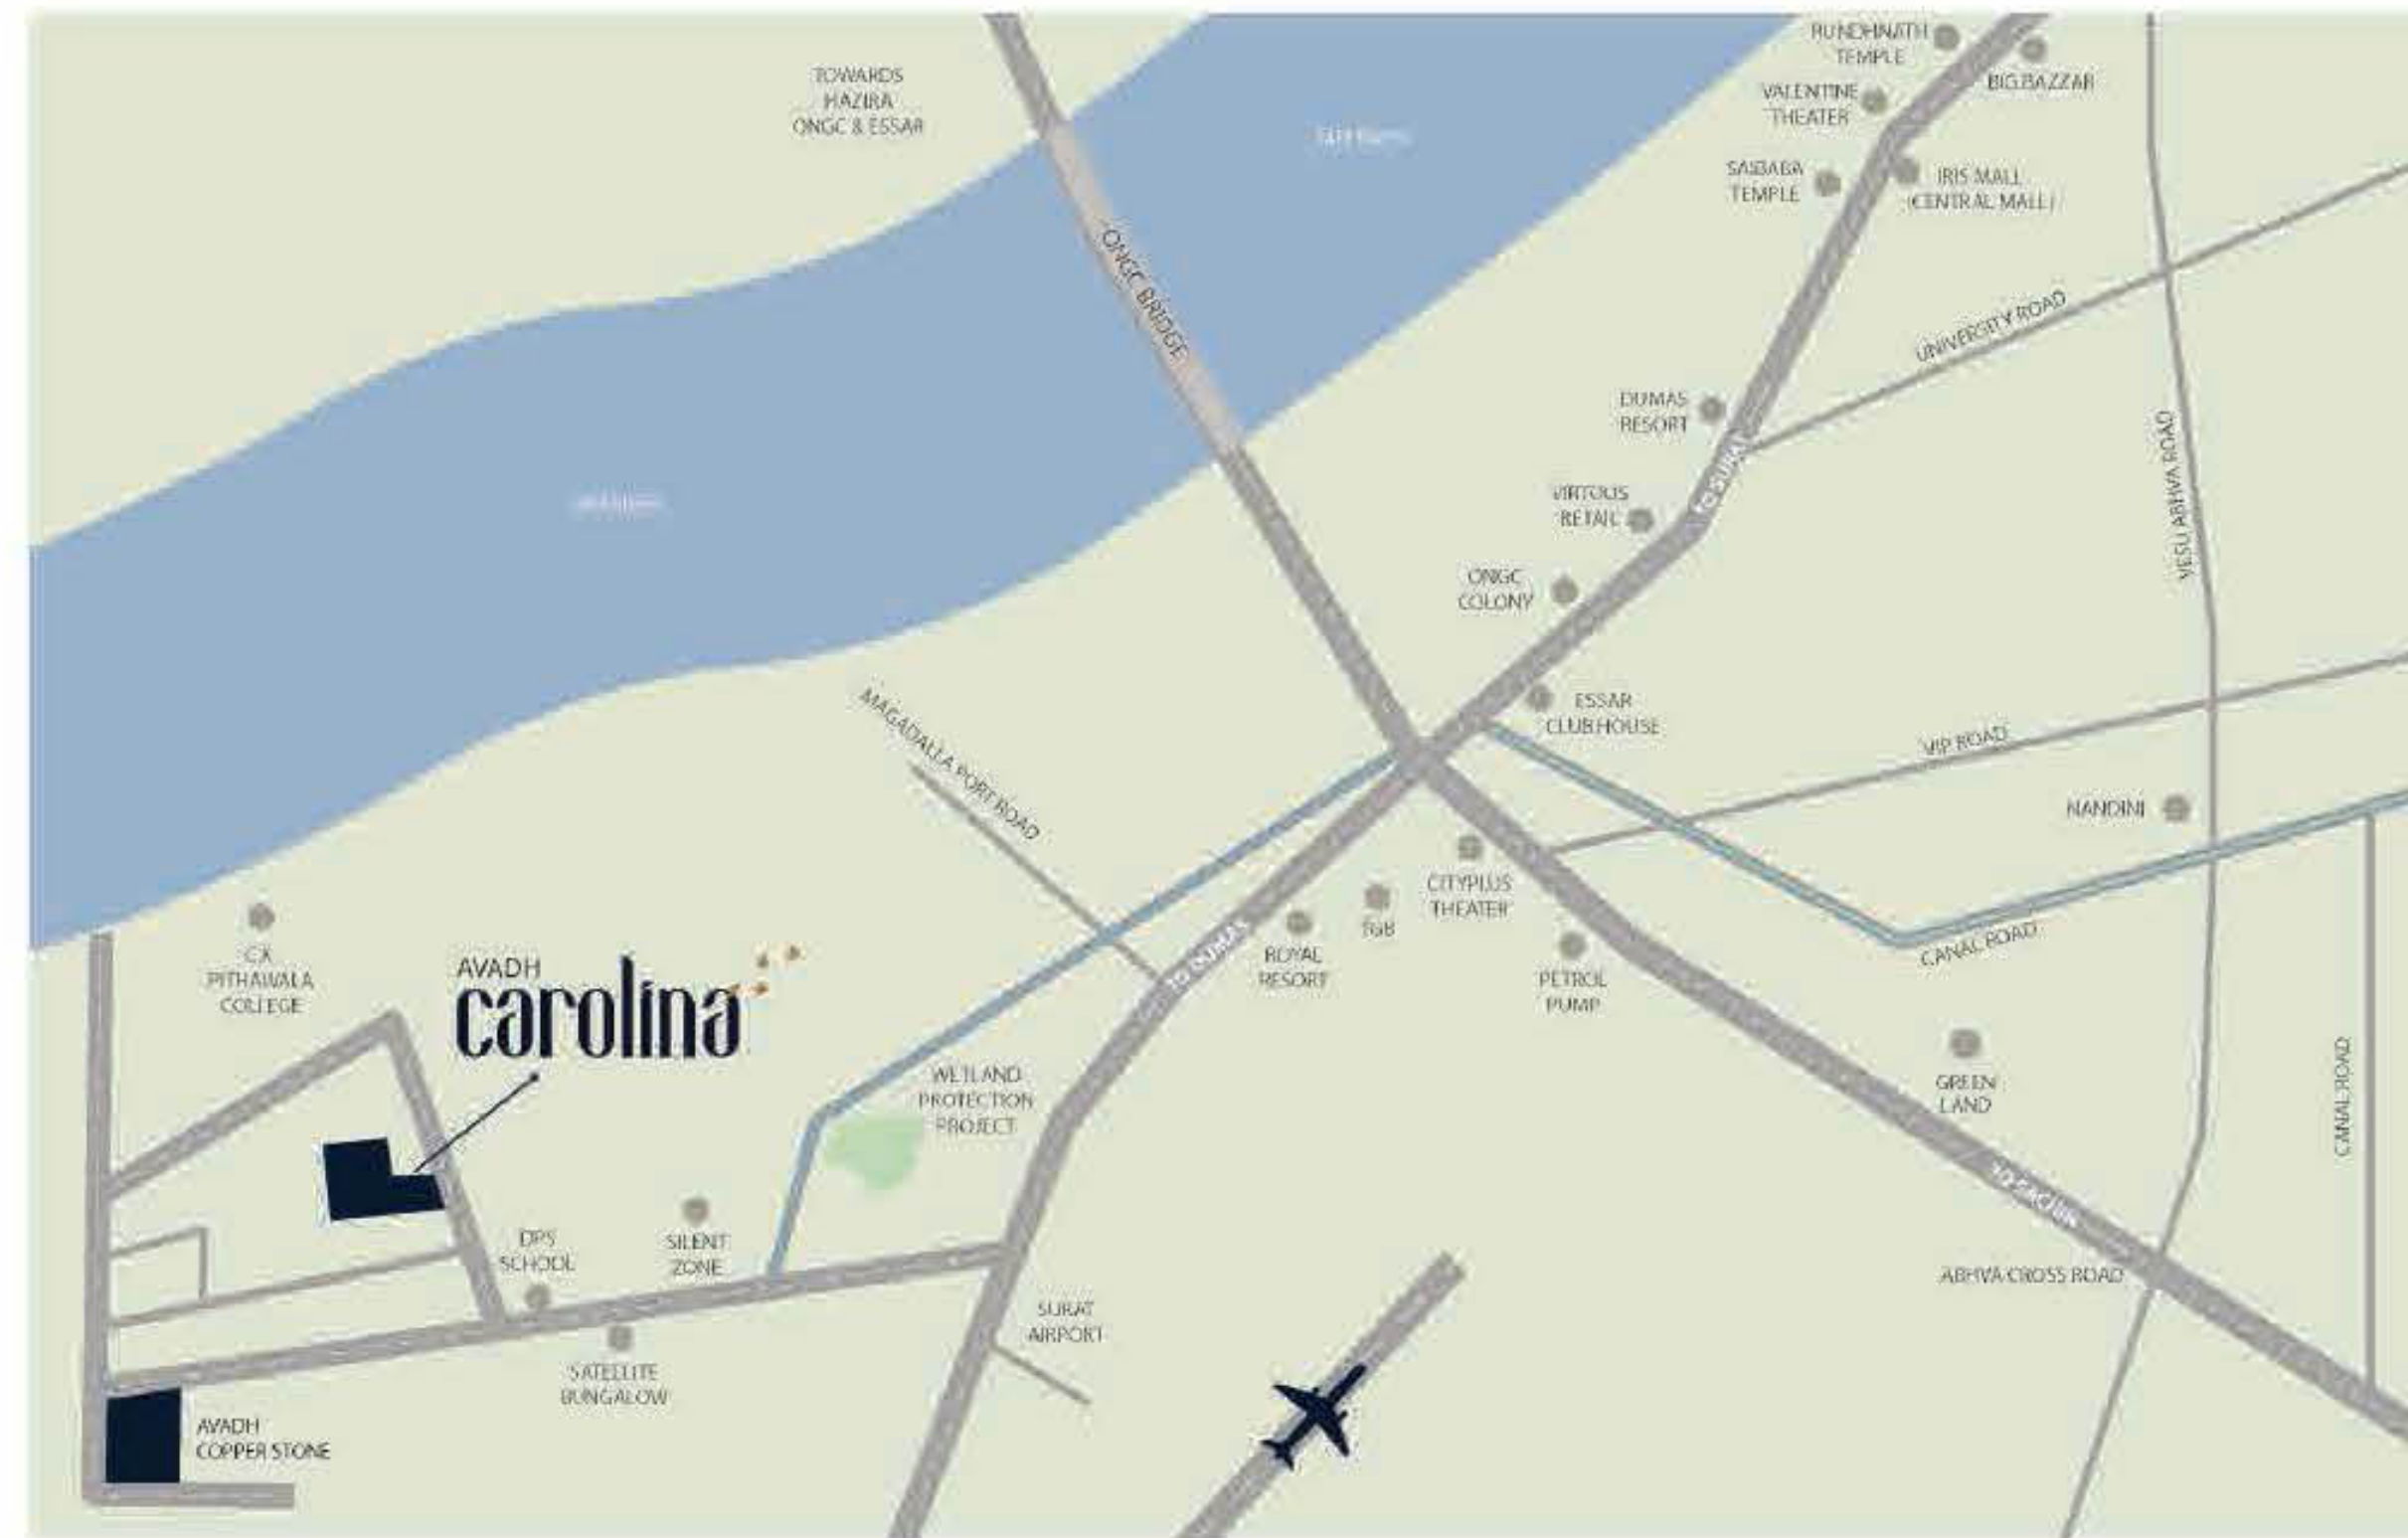 TOWARDS
HAZIRA
ONGC & ESSAR
RUNDHNATH
TEMPLE
BIG BAZZAR
VALENTINE
THEATER
SAIBABA
TEMPLE
IRIS MALL
(CENTRAL MALL)
ONGC BRIDGE
UNIVERSITY ROAD
DUMAS
RESORT
TO SURAT
VESU ABHVA ROAD
VIRTOUS
RETAIL
ONGC
COLONY
ESSAR
CLUB HOUSE
MAGADALLA PORT ROAD
VIP ROAD
NANDINI
CITYPLUS
THEATER
TGB
ROYAL
RESORT
TO DUMAS
PETROL
PUMP
CANAL ROAD
C.K.
PITHAWALA
COLLEGE
AVADH
carolina
WETLAND
PROTECTION
PROJECT
GREEN
LAND
CANAL ROAD
TO SACHIN
DPS
SCHOOL
SILENT
ZONE
ABHVA CROSS ROAD
SURAT
AIRPORT
SATELLITE
BUNGALOW
AVADH
COPPER STONE